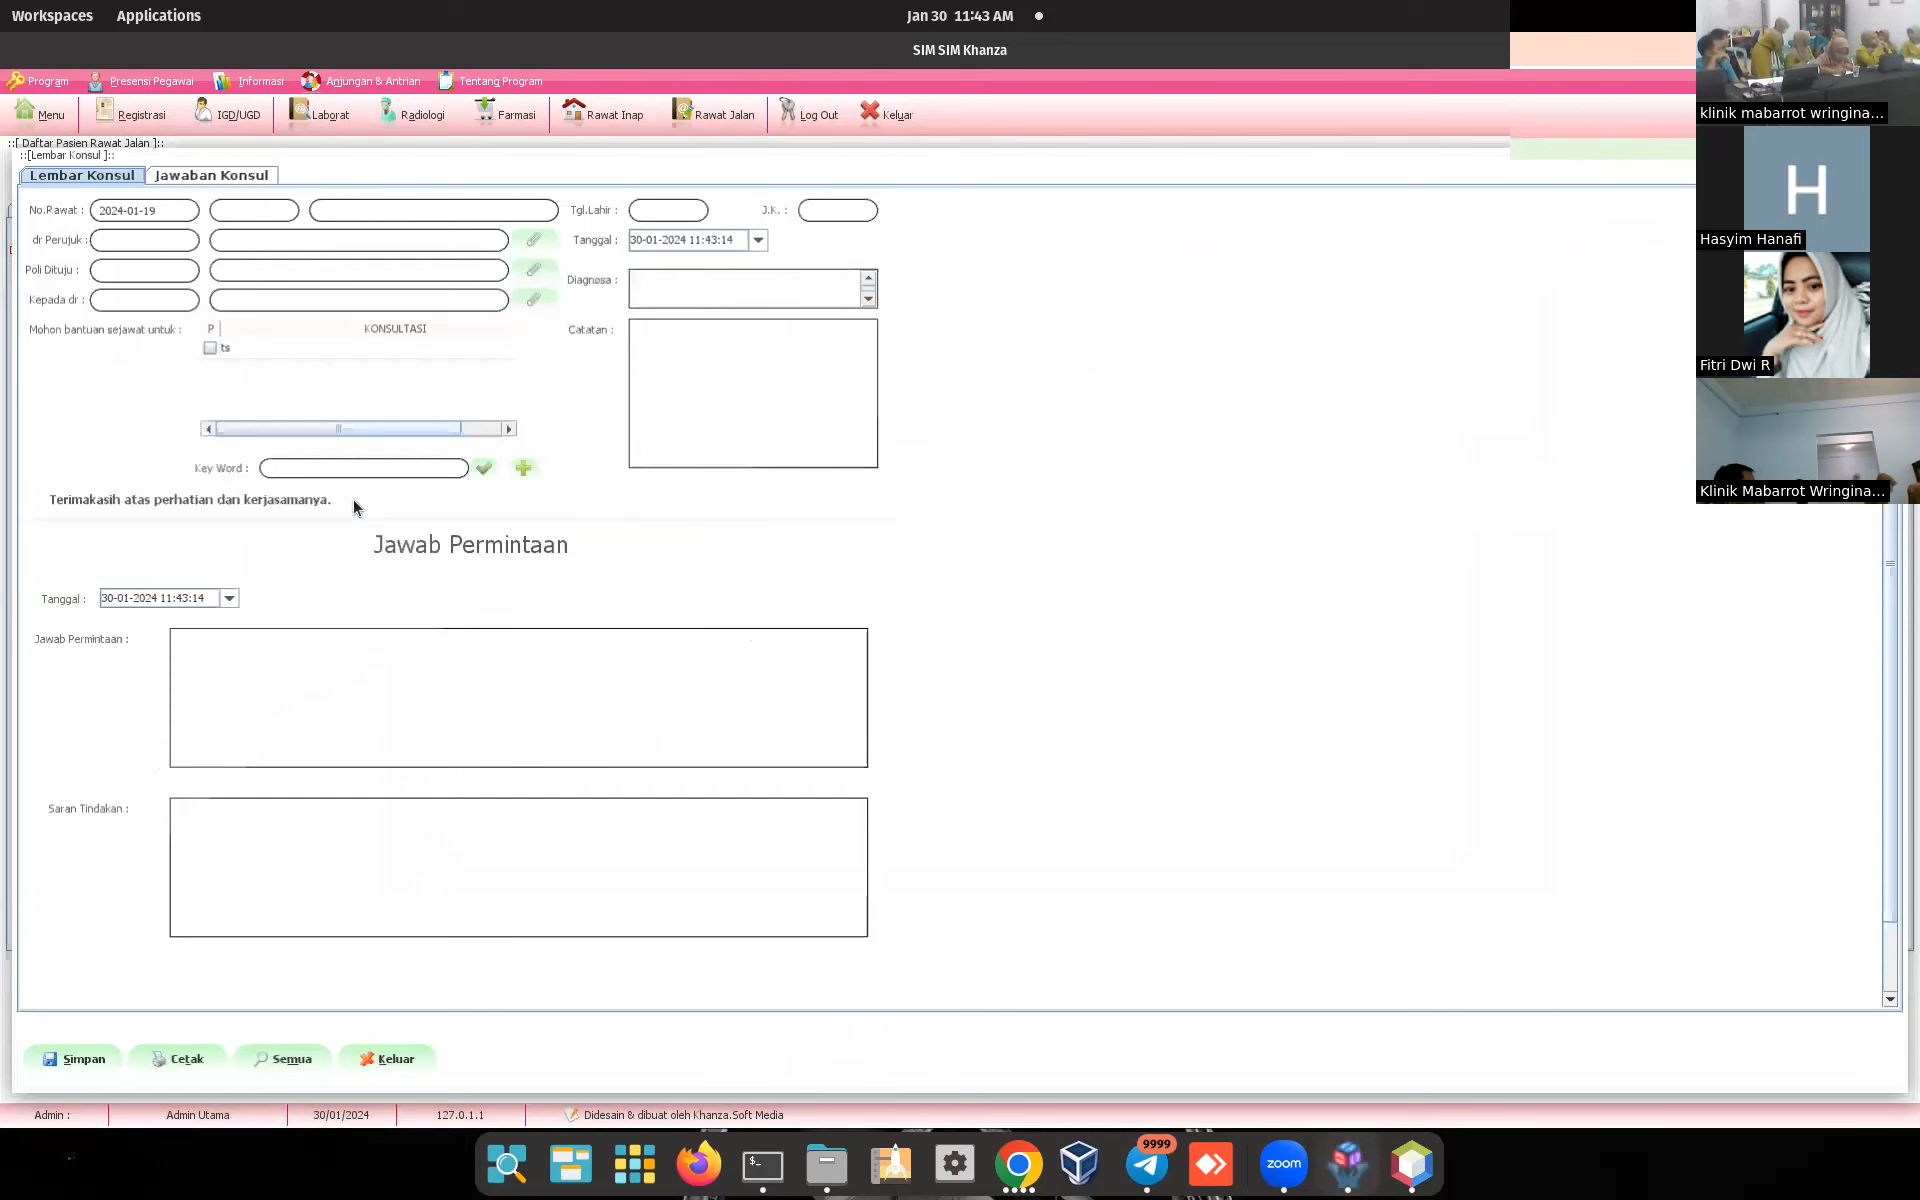 Workspaces Applications Jan 30 11:43 AM
SIM SIM Khanza
Program Presensi Pegawai Informasi Anjungan & Antrian Tentang Program
Menu Registrasi IGD/UGD Laborat Radiologi Farmasi Rawat Inap Rawat Jalan Log Out Keluar
::[ Daftar Pasien Rawat Jalan ]::
::[Lembar Konsul ]::
Lembar Konsul Jawaban Konsul
No.Rawat : 2024-01-19 Tgl.Lahir : J.K. :
dr Perujuk : Tanggal : 30-01-2024 11:43:14
Poli Dituju : Diagnosa :
Kepada dr :
Mohon bantuan sejawat untuk : P KONSULTASI Catatan :
ts
Key Word :
Terimakasih atas perhatian dan kerjasamanya.
Jawab Permintaan
Tanggal : 30-01-2024 11:43:14
Jawab Permintaan :
Saran Tindakan :
Simpan Cetak Semua Keluar
Admin : Admin Utama 30/01/2024 127.0.1.1 Didesain & dibuat oleh Khanza.Soft Media
9999
$_
zoom
klinik mabarrot wringina...
H
Hasyim Hanafi
Fitri Dwi R
Klinik Mabarrot Wringina...